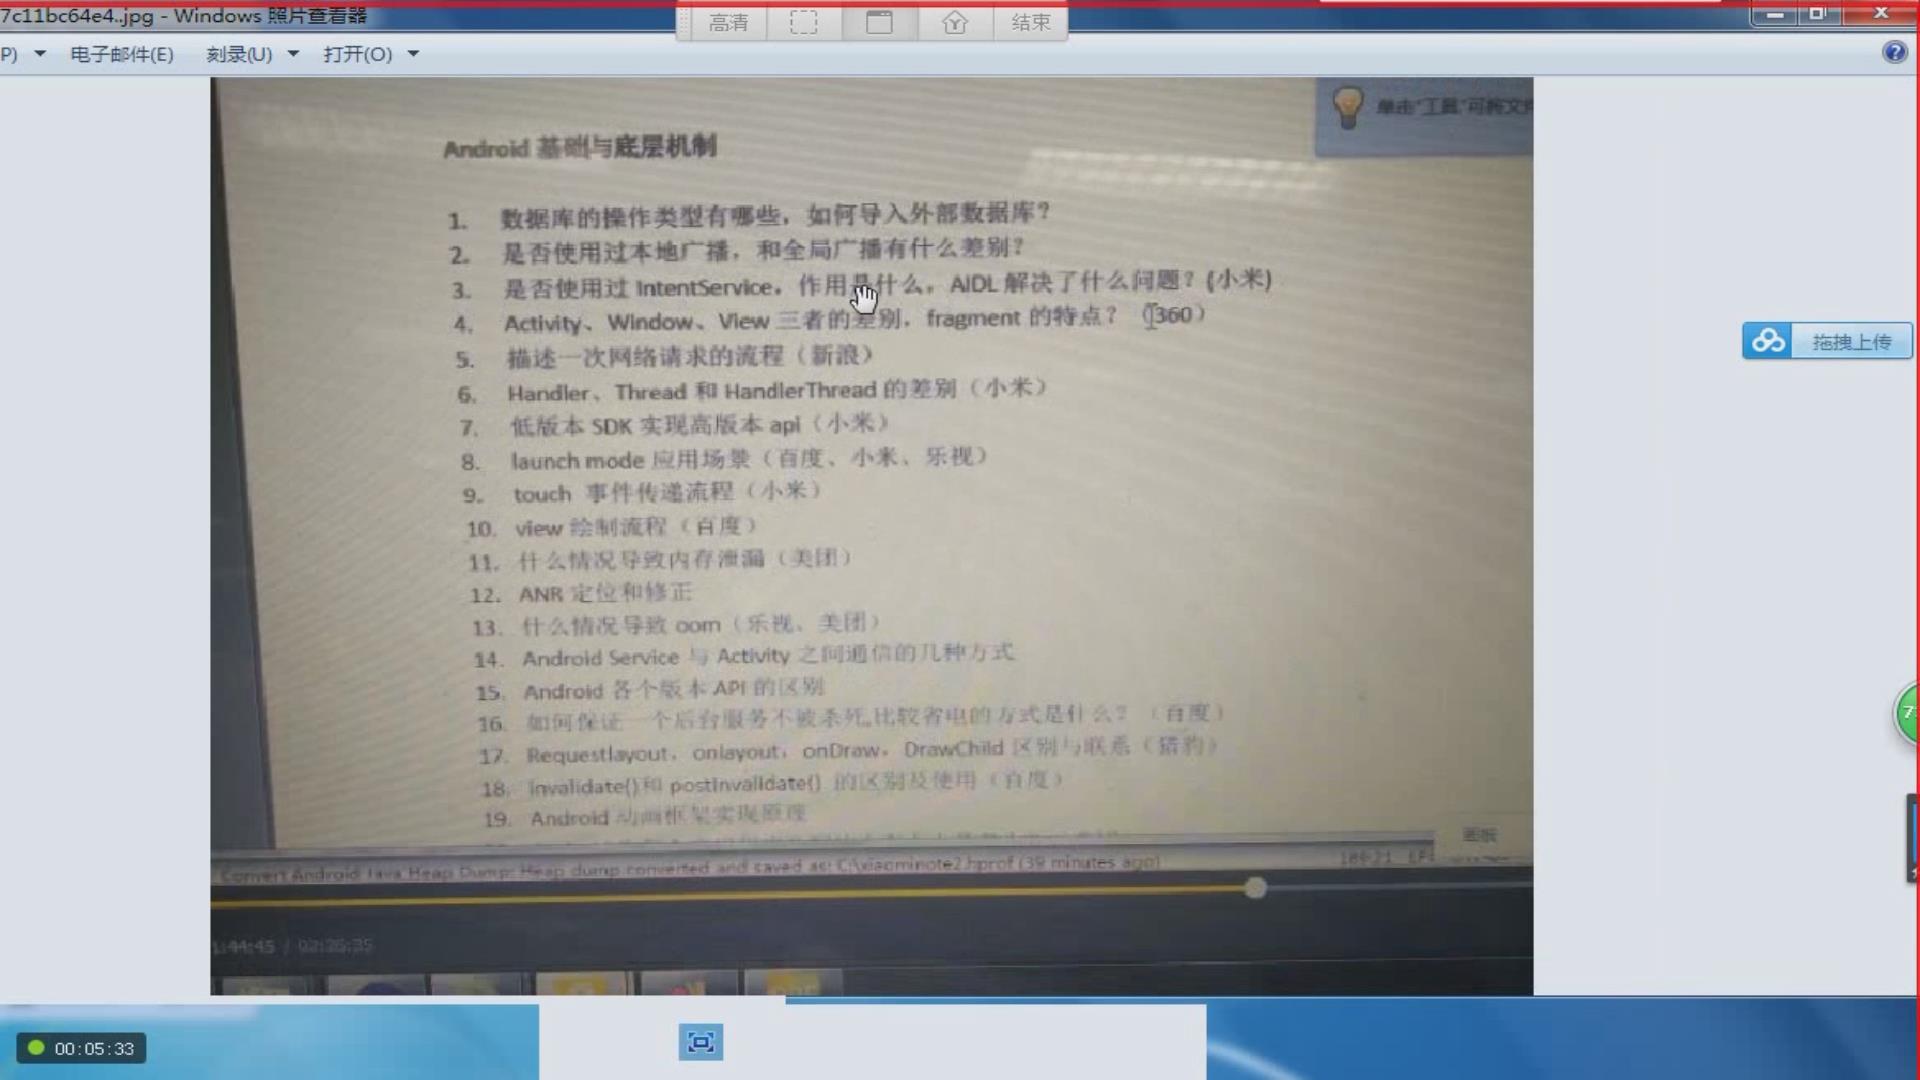 7c11bc64e4..jpg - Windows 照片查看器
高清
结束
P)
电子邮件(E)
刻录(U)
打开(O)
单击"工具"可将文件
Android 基础与底层机制
1. 数据库的操作类型有哪些，如何导入外部数据库？
2. 是否使用过本地广播，和全局广播有什么差别？
3. 是否使用过 IntentService，作用是什么，AIDL 解决了什么问题？(小米)
4. Activity、Window、View 三者的差别，fragment 的特点？（360）
5. 描述一次网络请求的流程（新浪）
6. Handler、Thread 和 HandlerThread 的差别（小米）
7. 低版本 SDK 实现高版本 api（小米）
8. launch mode 应用场景（百度、小米、乐视）
9. touch 事件传递流程（小米）
10. view 绘制流程（百度）
11. 什么情况导致内存泄漏（美团）
12. ANR 定位和修正
13. 什么情况导致 oom（乐视、美团）
14. Android Service 与 Activity 之间通信的几种方式
15. Android 各个版本 API 的区别
16. 如何保证一个后台服务不被杀死,比较省电的方式是什么？（百度）
17. Requestlayout，onlayout，onDraw，DrawChild 区别与联系（猎豹）
18. invalidate()和 postInvalidate() 的区别及使用（百度）
19. Android 动画框架实现原理
画板
Convert Android Java Heap Dump: Heap dump converted and saved as: C:\xiaominote2.hprof (39 minutes ago)
1:44:45 / 02:26:35
拖拽上传
7
00:05:33